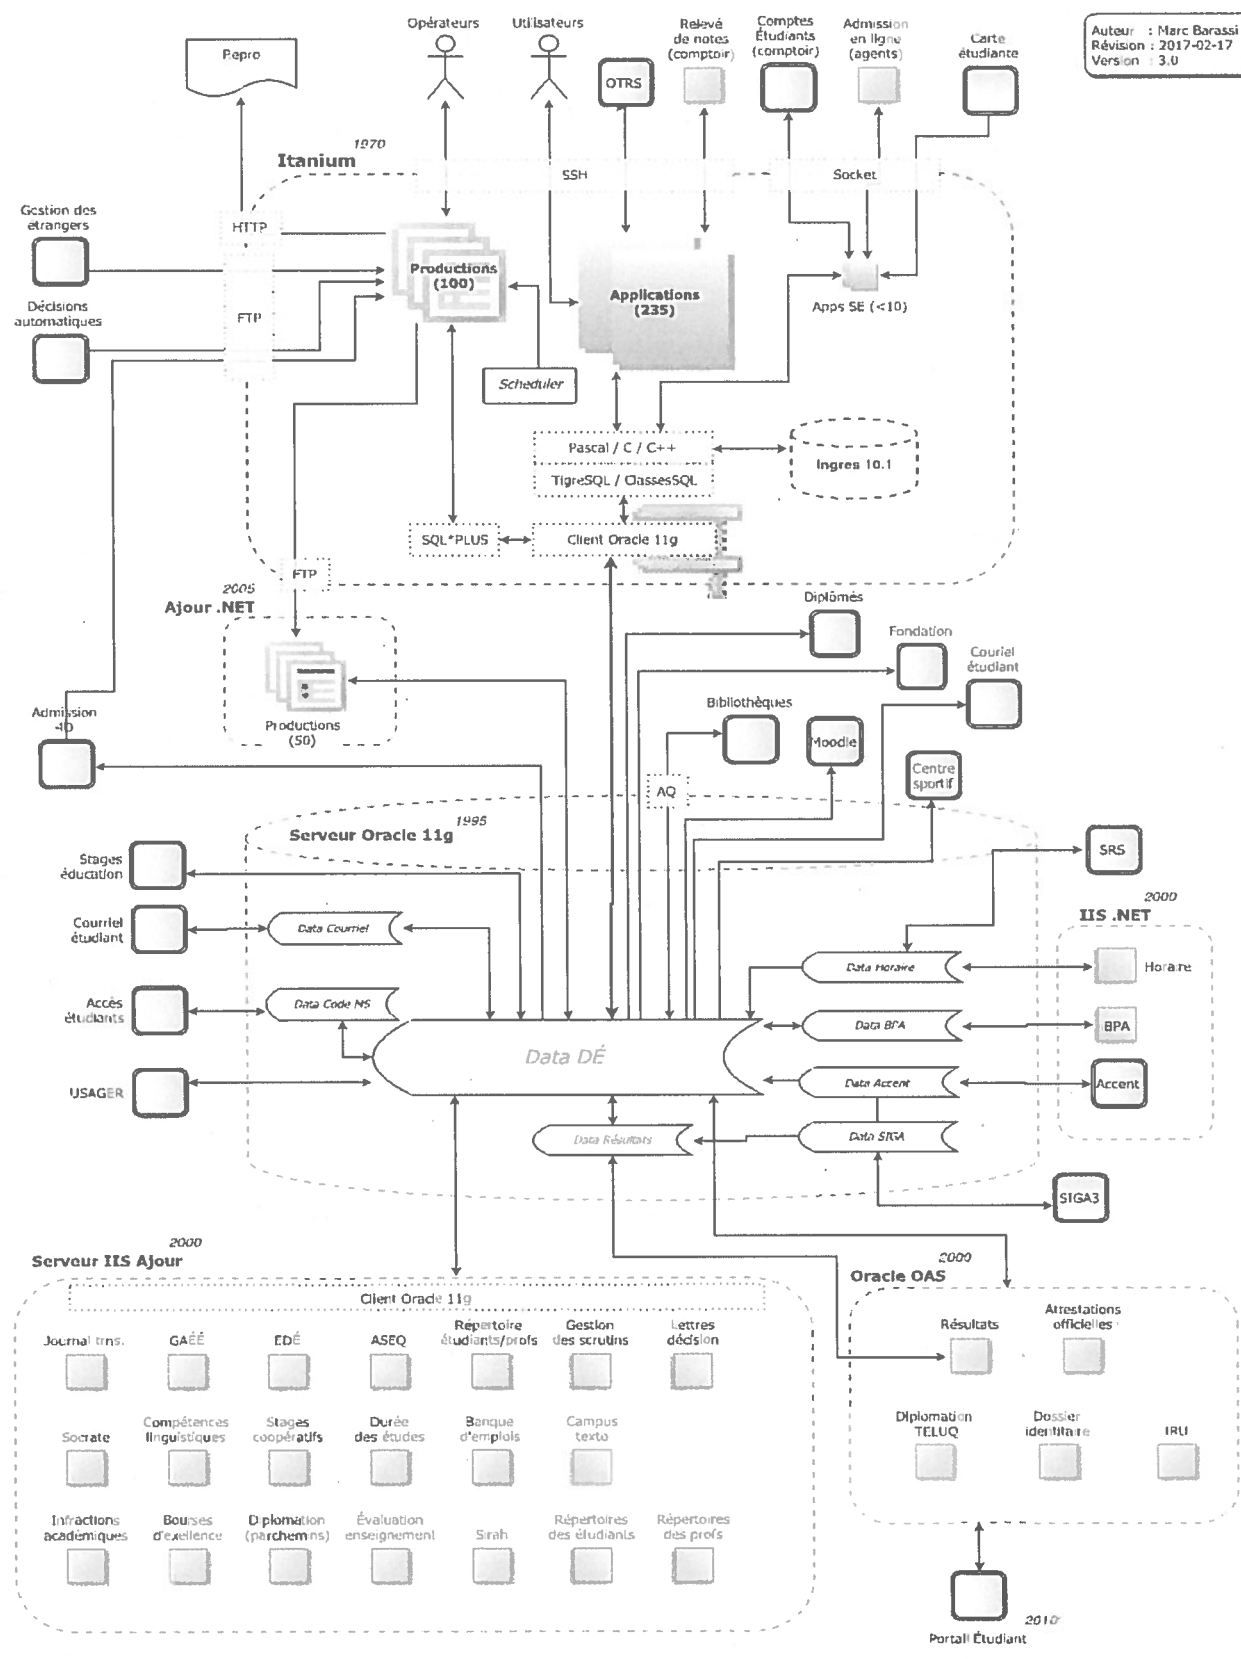 Opérateurs
Utilisateurs
Relevé
de notes
(comptoir)
Comptes
Étudiants
(comptoir)
Admission
en ligne
(agents)
Carte
étudiante
Auteur : Marc Barassi
Révision : 2017-02-17
Version : 3.0
Repro
OTRS
1970
Itanium
SSH
Socket
Gestion des
étrangers
HTTP
Productions
(100)
Applications
(235)
Apps SE (<10)
Décisions
automatiques
FTP
Scheduler
Pascal / C / C++
TigreSQL / ClassesSQL
Ingres 10.1
SQL*PLUS
Client Oracle 11g
FTP
2005
Ajour .NET
Productions
(50)
Diplômés
Fondation
Couriel
étudiant
Bibliothèques
Moodle
Centre
sportif
Admission
4D
AQ
1995
Serveur Oracle 11g
Stages
éducation
SRS
2000
IIS .NET
Courriel
étudiant
Data Courriel
Data Horaire
Horaire
Accès
étudiants
Data Code MS
Data DÉ
Data BPA
BPA
USAGER
Data Accent
Accent
Data Résultats
Data SIGA
SIGA3
2000
Serveur IIS Ajour
Client Oracle 11g
2000
Oracle OAS
Journal trns.
GAÉÉ
EDÉ
ASEQ
Répertoire
étudiants/profs
Gestion
des scrutins
Lettres
décision
Résultats
Attestations
officielles
Socrate
Compétences
linguistiques
Stages
coopératifs
Durée
des études
Banque
d'emplois
Campus
texto
Diplomation
TELUQ
Dossier
identitaire
IRU
Infractions
académiques
Bourses
d'exellence
Diplomation
(parchemins)
Évaluation
enseignement
Sirah
Répertoires
des étudiants
Répertoires
des profs
2010
Portail Étudiant